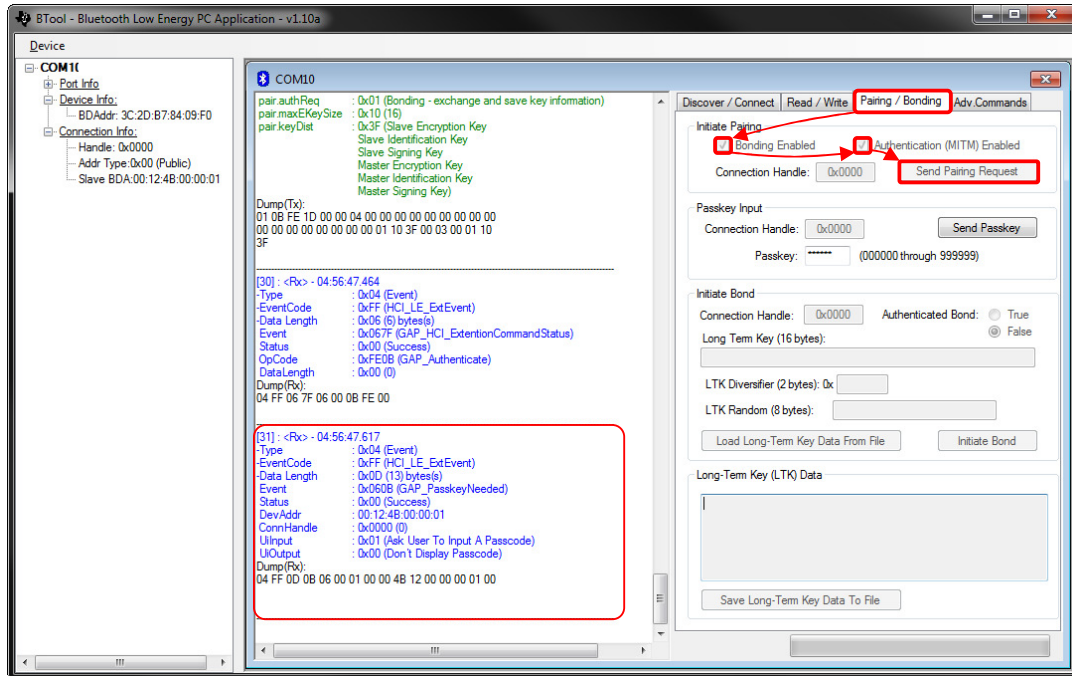 BTool - Bluetooth Low Energy PC Application - v1.10a
Device
COM1(
Port Info
Device Info:
BDAddr: 3C:2D:B7:84:09:F0
Connection Info:
Handle: 0x0000
Addr Type:0x00 (Public)
Slave BDA:00:12:4B:00:00:01
COM10
pair.authReq : 0x01 (Bonding - exchange and save key information)
pair.maxEKeySize : 0x10 (16)
pair.keyDist : 0x3F (Slave Encryption Key
Slave Identification Key
Slave Signing Key
Master Encryption Key
Master Identification Key
Master Signing Key)
Dump(Tx):
01 0B FE 1D 00 00 04 00 00 00 00 00 00 00 00 00
00 00 00 00 00 00 00 00 01 10 3F 00 03 00 01 10
3F
[30] : <Rx> - 04:56:47.464
-Type : 0x04 (Event)
-EventCode : 0xFF (HCI_LE_ExtEvent)
-Data Length : 0x06 (6) bytes(s)
Event : 0x067F (GAP_HCI_ExtentionCommandStatus)
Status : 0x00 (Success)
OpCode : 0xFE0B (GAP_Authenticate)
DataLength : 0x00 (0)
Dump(Rx):
04 FF 06 7F 06 00 0B FE 00
[31] : <Rx> - 04:56:47.617
-Type : 0x04 (Event)
-EventCode : 0xFF (HCI_LE_ExtEvent)
-Data Length : 0x0D (13) bytes(s)
Event : 0x060B (GAP_PasskeyNeeded)
Status : 0x00 (Success)
DevAddr : 00:12:4B:00:00:01
ConnHandle : 0x0000 (0)
UiInput : 0x01 (Ask User To Input A Passcode)
UiOutput : 0x00 (Don't Display Passcode)
Dump(Rx):
04 FF 0D 0B 06 00 01 00 00 4B 12 00 00 00 01 00
Discover / Connect Read / Write Pairing / Bonding Adv.Commands
Initiate Pairing
Bonding Enabled Authentication (MITM) Enabled
Connection Handle: 0x0000 Send Pairing Request
Passkey Input
Connection Handle: 0x0000 Send Passkey
Passkey: ****** (000000 through 999999)
Initiate Bond
Connection Handle: 0x0000 Authenticated Bond: True
False
Long Term Key (16 bytes):
LTK Diversifier (2 bytes): 0x
LTK Random (8 bytes):
Load Long-Term Key Data From File Initiate Bond
Long-Term Key (LTK) Data
Save Long-Term Key Data To File